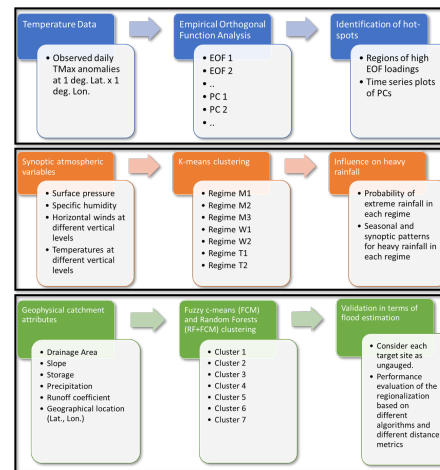 Temperature Data
• Observed daily
TMax anomalies
at 1 deg. Lat. x 1
deg. Lon.
Empirical Orthogonal
Function Analysis
• EOF 1
• EOF 2
• ..
• PC 1
• PC 2
• ..
Identification of hot-
spots
• Regions of high
EOF loadings
• Time series plots
of PCs
Synoptic atmospheric
variables
• Surface pressure
• Specific humidity
• Horizontal winds at
different vertical
levels
• Temperatures at
different vertical
levels
K-means clustering
• Regime M1
• Regime M2
• Regime M3
• Regime W1
• Regime W2
• Regime T1
• Regime T2
Influence on heavy
rainfall
• Probability of
extreme rainfall in
each regime
• Seasonal and
synoptic patterns
for heavy rainfall in
each regime
Geophysical catchment
attributes
• Drainage Area
• Slope
• Storage
• Precipitation
• Runoff coefficient
• Geographical location
(Lat., Lon.)
Fuzzy c-means (FCM)
and Random Forests
(RF+FCM) clustering
• Cluster 1
• Cluster 2
• Cluster 3
• Cluster 4
• Cluster 5
• Cluster 6
• Cluster 7
Validation in terms of
flood estimation
• Consider each
target site as
ungauged.
• Performance
evaluation of the
regionalization
based on
different
algorithms and
different distance
metrics